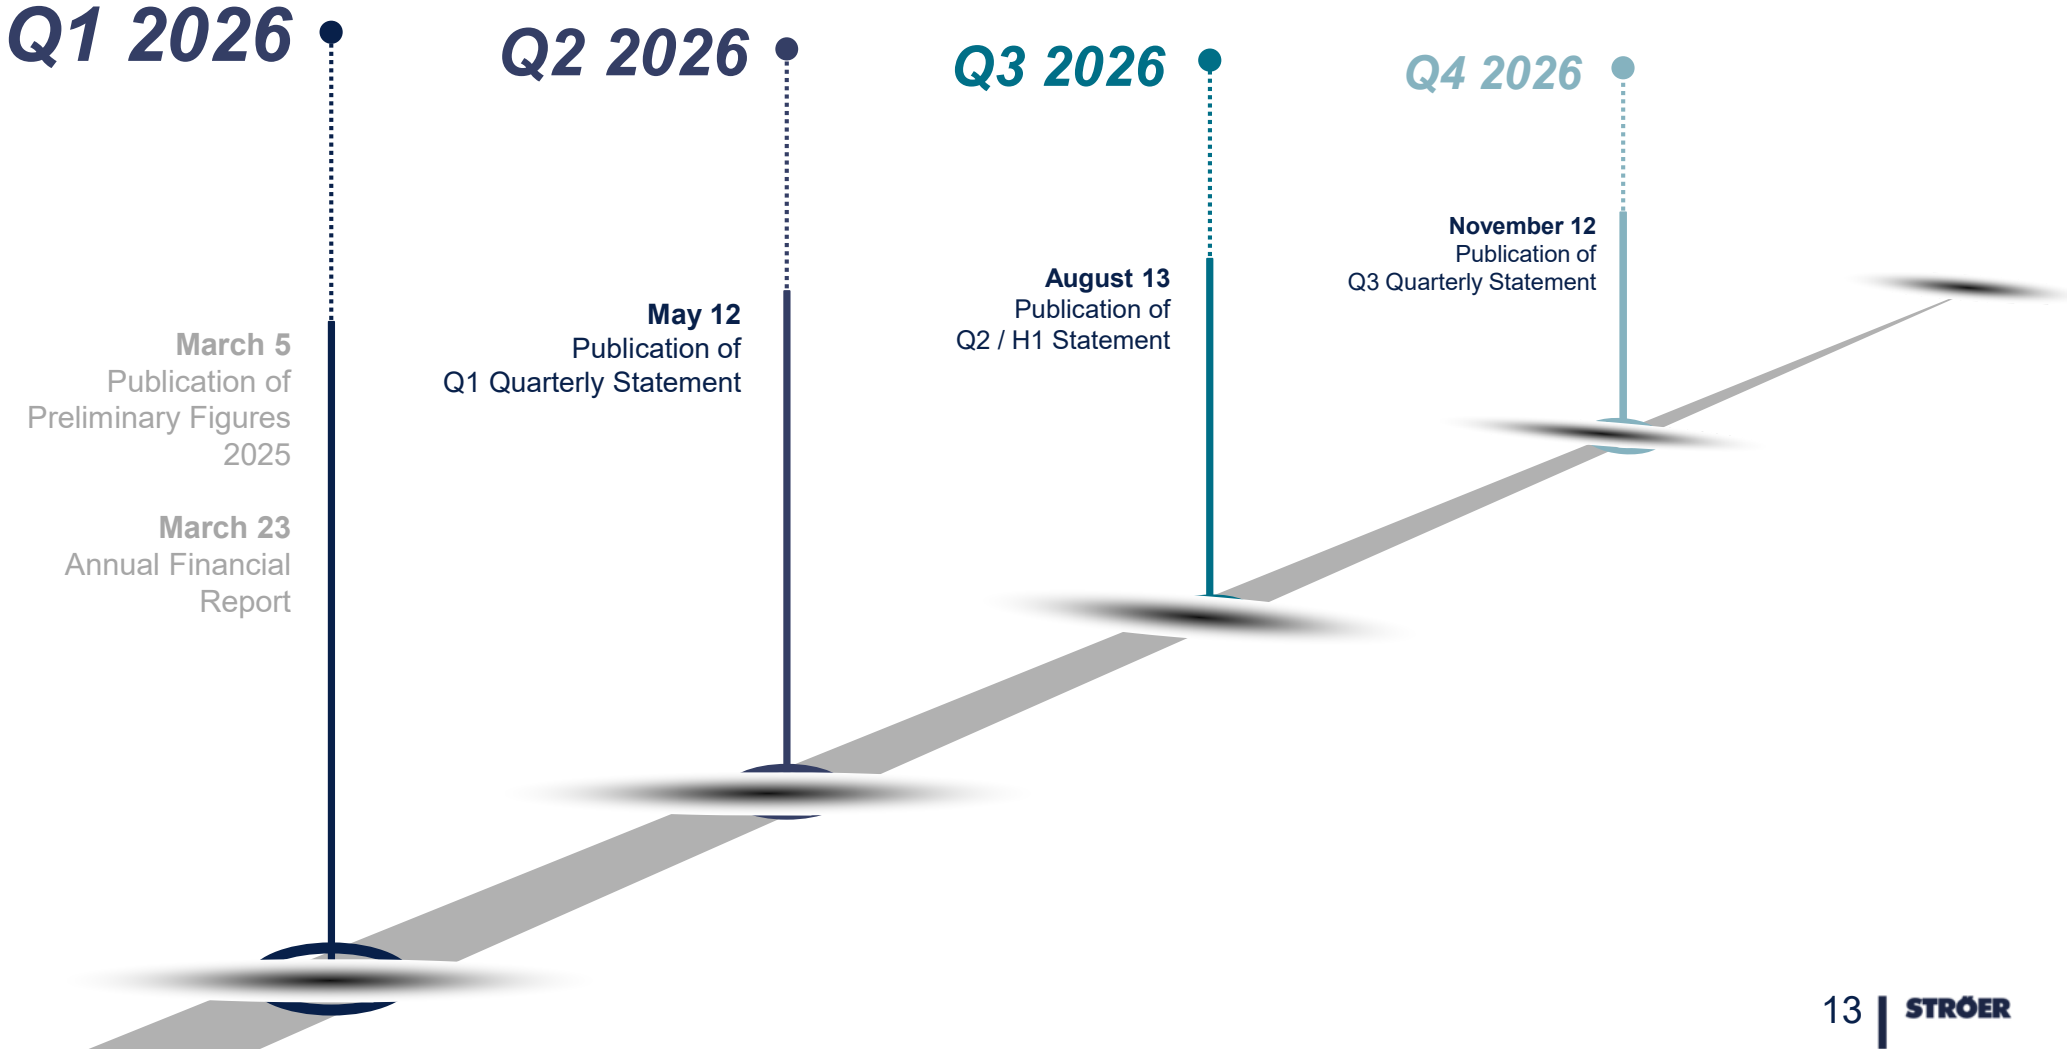 Q1 2026
March 5
Publication of
Preliminary Figures
2025
March 23
Annual Financial
Report
Q2 2026
May 12
Publication of
Q1 Quarterly Statement
Q3 2026
August 13
Publication of
Q2 / H1 Statement
Q4 2026
November 12
Publication of
Q3 Quarterly Statement
13
STRÖER